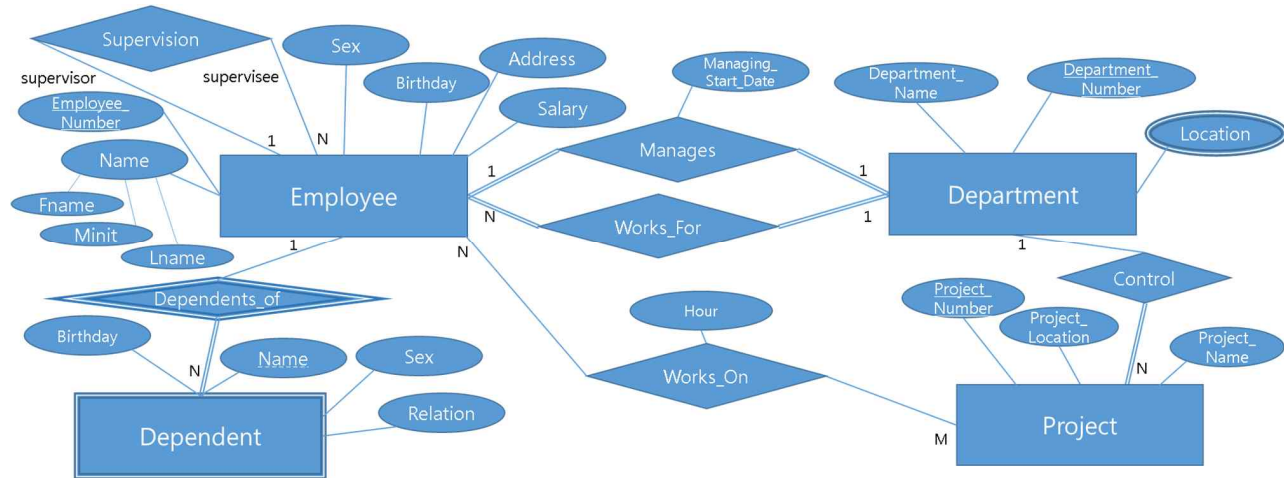 Supervision
supervisor
supervisee
Sex
Birthday
Address
Salary
Employee_
Number
Name
Fname
Minit
Lname
1
N
Employee
Managing_
Start_Date
1
Manages
1
N
Works_For
1
Department_
Name
Department_
Number
Location
Department
1
N
1
Dependents_of
Birthday
N
Name
Sex
Relation
Dependent
Hour
Works_On
M
Control
Project_
Number
Project_
Location
Project_
Name
N
Project